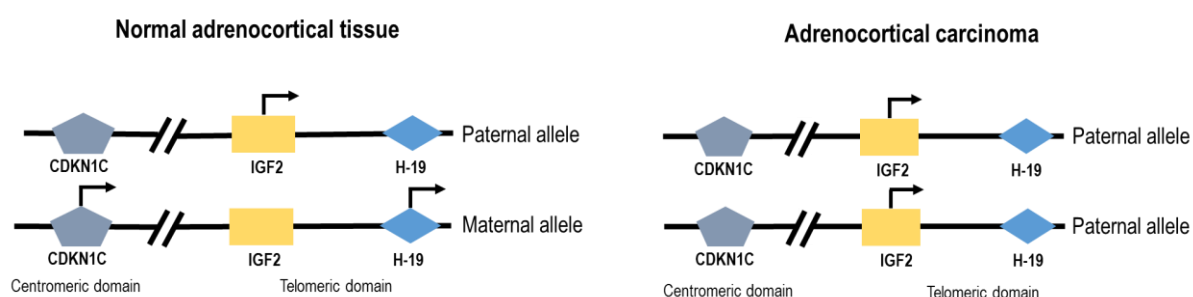 Normal adrenocortical tissue
CDKN1C IGF2 H-19 Paternal allele
CDKN1C IGF2 H-19 Maternal allele
Centromeric domain Telomeric domain
Adrenocortical carcinoma
CDKN1C IGF2 H-19 Paternal allele
CDKN1C IGF2 H-19 Paternal allele
Centromeric domain Telomeric domain